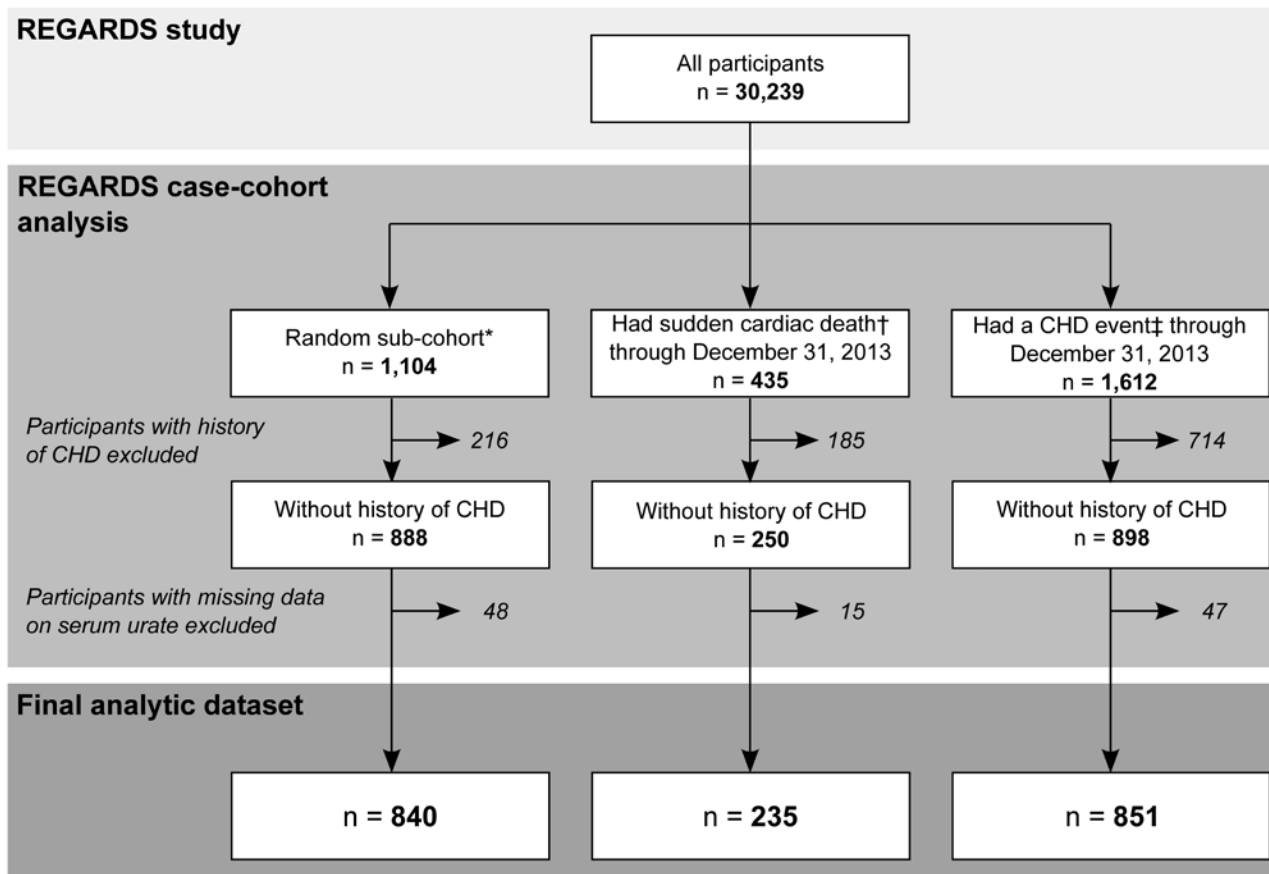 REGARDS study
All participants
n = 30,239
REGARDS case-cohort
analysis
Random sub-cohort*
n = 1,104
Had sudden cardiac death†
through December 31, 2013
n = 435
Had a CHD event‡ through
December 31, 2013
n = 1,612
Participants with history
of CHD excluded
216
185
714
Without history of CHD
n = 888
Without history of CHD
n = 250
Without history of CHD
n = 898
Participants with missing data
on serum urate excluded
48
15
47
Final analytic dataset
n = 840
n = 235
n = 851